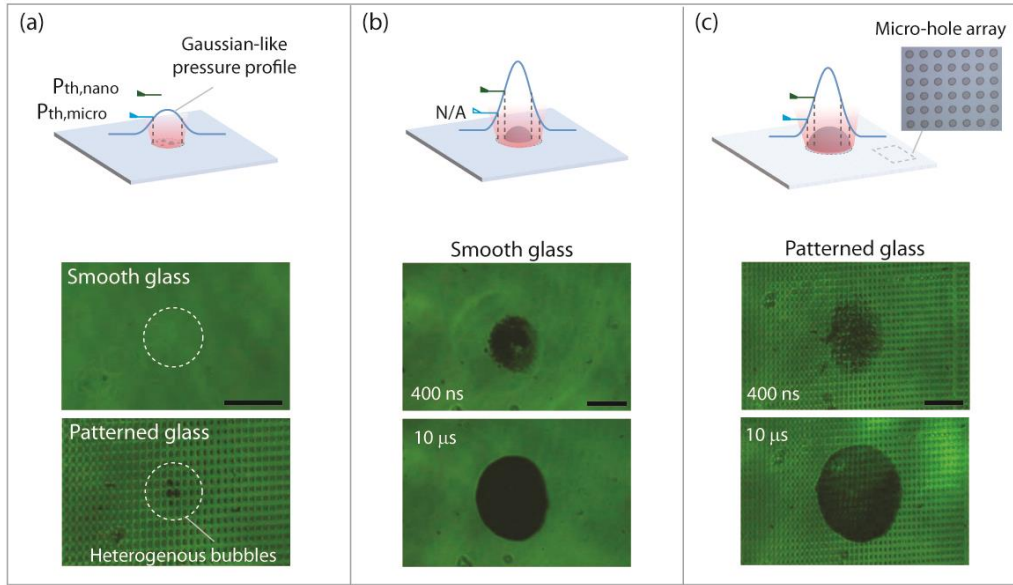 (a)
Gaussian-like
pressure profile
Pth,nano
Pth,micro
Smooth glass
Patterned glass
Heterogenous bubbles
(b)
N/A
Smooth glass
400 ns
10 μs
(c)
Micro-hole array
Patterned glass
400 ns
10 μs